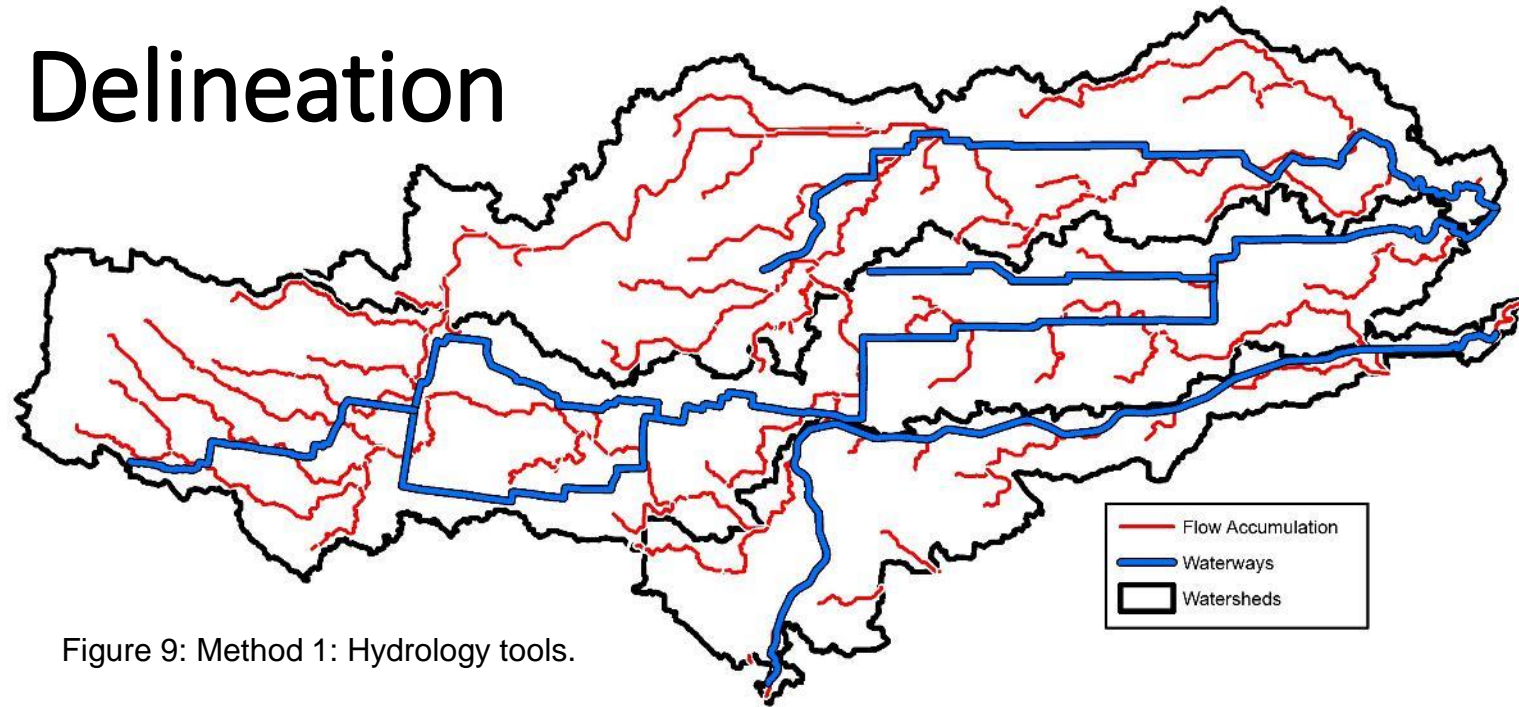 Delineation
Flow Accumulation
Waterways
Watersheds
Figure 9: Method 1: Hydrology tools.